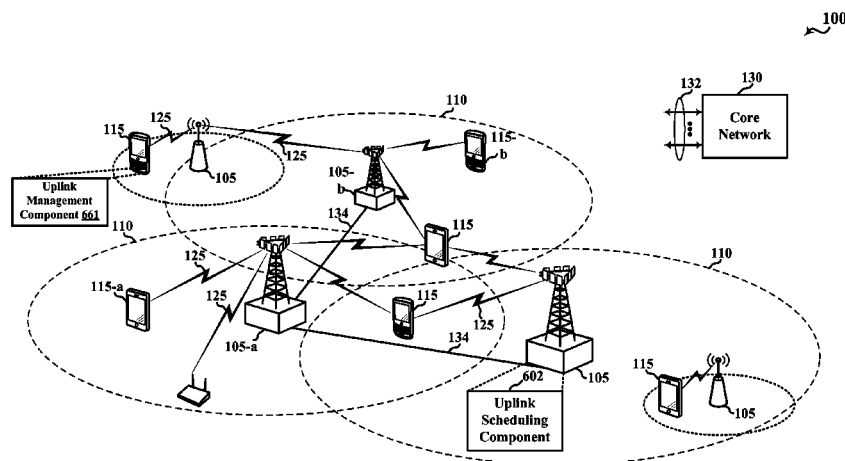 100
130
132
Core
Network
110
125
115
115-
b
125
105
105-
b
Uplink
Management
Component 661
134
110
115
110
125
115-a
125
115
125
105-a
134
602
105
115
105
Uplink
Scheduling
Component